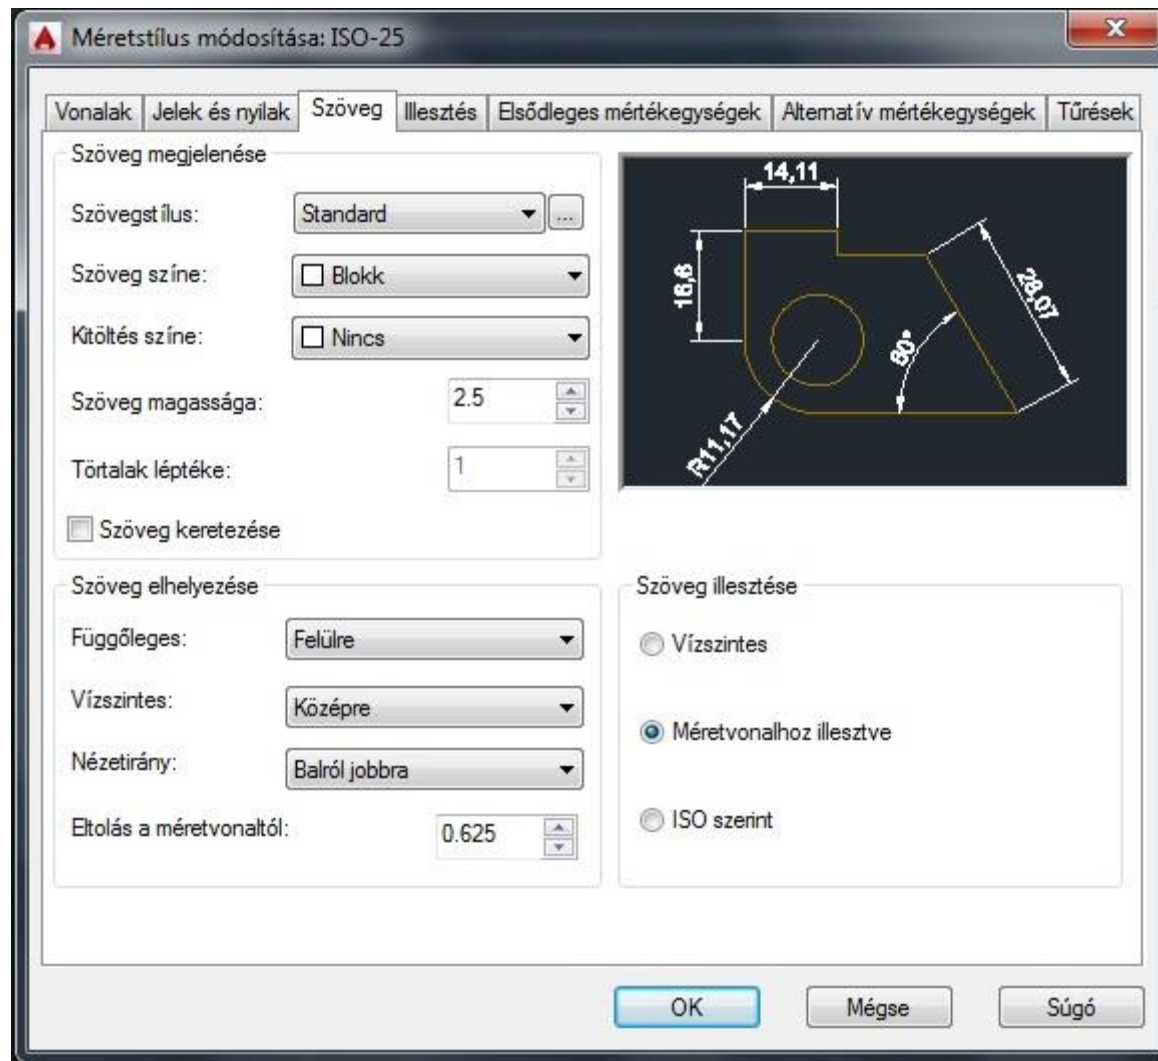 Méretstílus módosítása: ISO-25
Vonalak Jelek és nyilak Szöveg Illesztés Elsődleges mértékegységek Alternatív mértékegységek Tűrések
Szöveg megjelenése
Szövegstílus: Standard ...
Szöveg színe: Blokk
Kitöltés színe: Nincs
Szöveg magassága: 2.5
Törtalak léptéke: 1
Szöveg keretezése
14,11
16,6
28,07
60°
R11,17
Szöveg elhelyezése
Függőleges: Felülre
Vízszintes: Középre
Nézetirány: Balról jobbra
Eltolás a méretvonaltól: 0.625
Szöveg illesztése
Vízszintes
Méretvonalhoz illesztve
ISO szerint
OK Mégse Súgó